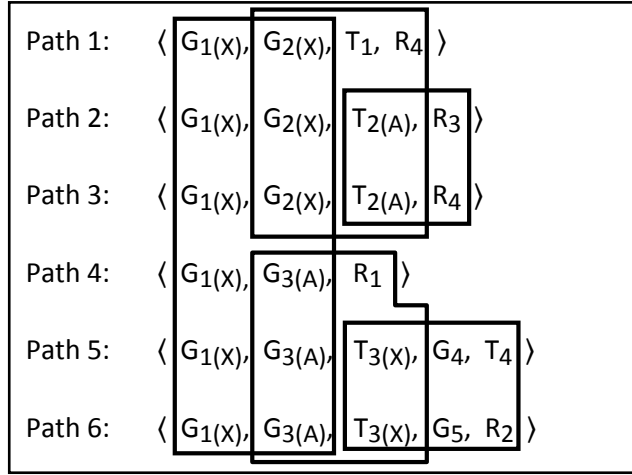 Path 1: ⟨ G1(X), G2(X), T1, R4 ⟩
Path 2: ⟨ G1(X), G2(X), T2(A), R3 ⟩
Path 3: ⟨ G1(X), G2(X), T2(A), R4 ⟩
Path 4: ⟨ G1(X), G3(A), R1 ⟩
Path 5: ⟨ G1(X), G3(A), T3(X), G4, T4 ⟩
Path 6: ⟨ G1(X), G3(A), T3(X), G5, R2 ⟩